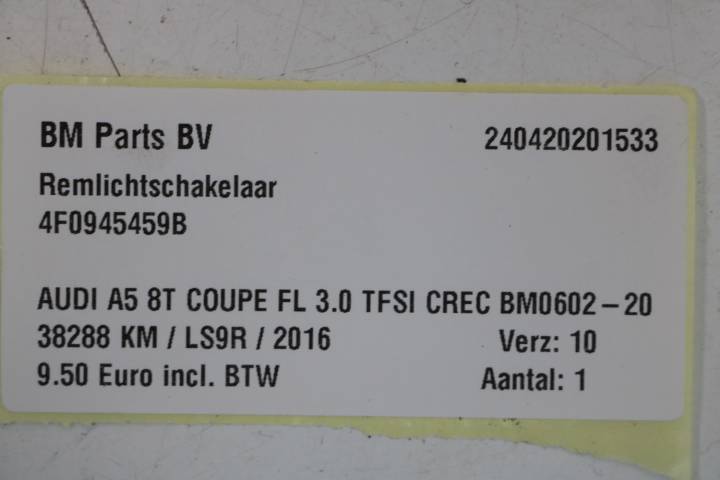 BM Parts BV 240420201533
Remlichtschakelaar
4F0945459B
AUDI A5 8T COUPE FL 3.0 TFSI CREC BM0602-20
38288 KM / LS9R / 2016 Verz: 10
9.50 Euro incl. BTW Aantal: 1